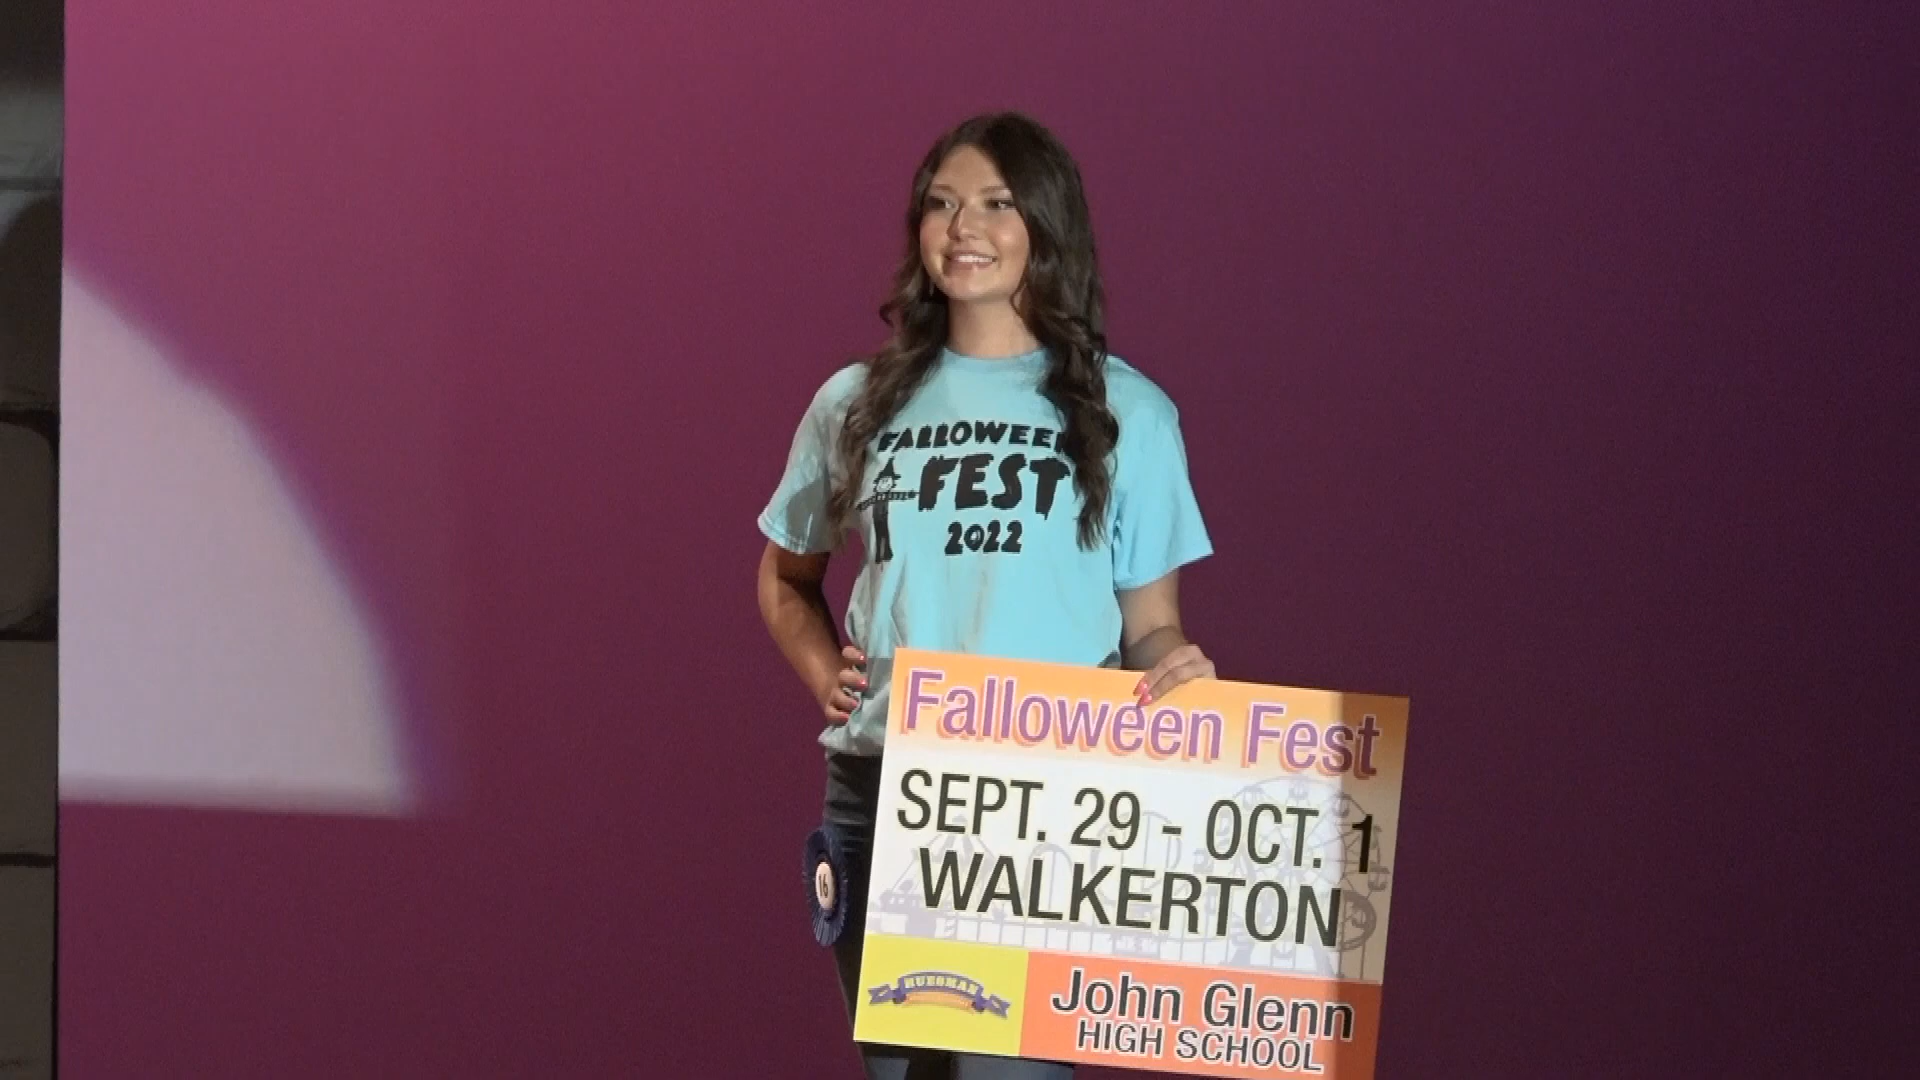 FALLOWEEN
FEST
2022
Falloween Fest
SEPT. 29 - OCT. 1
WALKERTON
16
John Glenn
HIGH SCHOOL